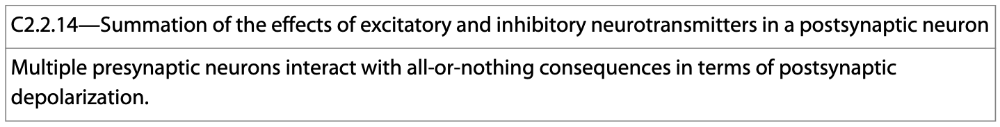 C2.2.14—Summation of the effects of excitatory and inhibitory neurotransmitters in a postsynaptic neuron
Multiple presynaptic neurons interact with all-or-nothing consequences in terms of postsynaptic
depolarization.